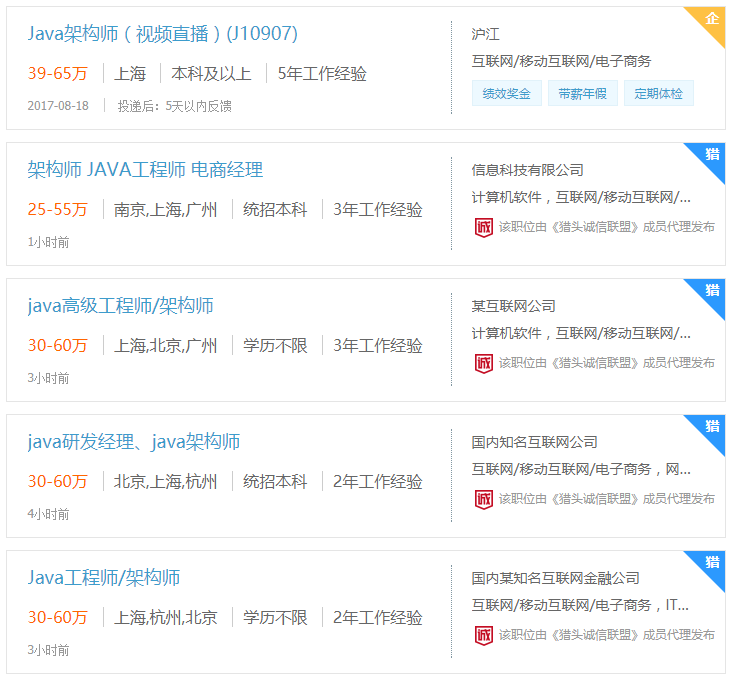 Java架构师（视频直播）(J10907)
39-65万 上海 本科及以上 5年工作经验
2017-08-18 投递后：5天以内反馈
沪江
互联网/移动互联网/电子商务
绩效奖金 带薪年假 定期体检
企
架构师 JAVA工程师 电商经理
25-55万 南京,上海,广州 统招本科 3年工作经验
1小时前
信息科技有限公司
计算机软件，互联网/移动互联网/...
诚 该职位由《猎头诚信联盟》成员代理发布
猎
java高级工程师/架构师
30-60万 上海,北京,广州 学历不限 3年工作经验
3小时前
某互联网公司
计算机软件，互联网/移动互联网/...
诚 该职位由《猎头诚信联盟》成员代理发布
猎
java研发经理、java架构师
30-60万 北京,上海,杭州 统招本科 2年工作经验
4小时前
国内知名互联网公司
互联网/移动互联网/电子商务，网...
诚 该职位由《猎头诚信联盟》成员代理发布
猎
Java工程师/架构师
30-60万 上海,杭州,北京 学历不限 2年工作经验
3小时前
国内某知名互联网金融公司
互联网/移动互联网/电子商务，IT...
诚 该职位由《猎头诚信联盟》成员代理发布
猎